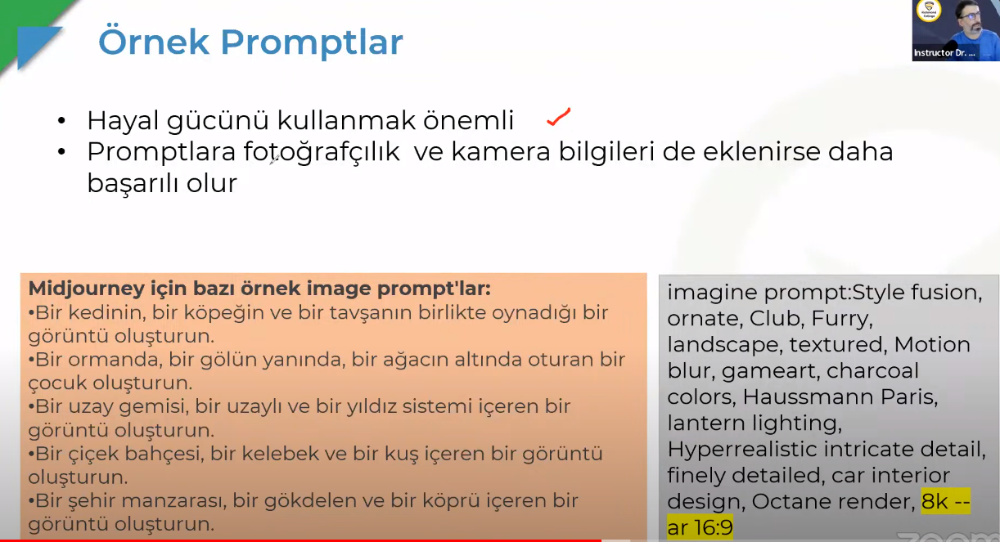 Örnek Promptlar
Richmond
College
Instructor Dr. ...
• Hayal gücünü kullanmak önemli
• Promptlara fotoğrafçılık ve kamera bilgileri de eklenirse daha
başarılı olur
Midjourney için bazı örnek image prompt'lar:
•Bir kedinin, bir köpeğin ve bir tavşanın birlikte oynadığı bir
görüntü oluşturun.
•Bir ormanda, bir gölün yanında, bir ağacın altında oturan bir
çocuk oluşturun.
•Bir uzay gemisi, bir uzaylı ve bir yıldız sistemi içeren bir
görüntü oluşturun.
•Bir çiçek bahçesi, bir kelebek ve bir kuş içeren bir görüntü
oluşturun.
•Bir şehir manzarası, bir gökdelen ve bir köprü içeren bir
görüntü oluşturun.
imagine prompt:Style fusion,
ornate, Club, Furry,
landscape, textured, Motion
blur, gameart, charcoal
colors, Haussmann Paris,
lantern lighting,
Hyperrealistic intricate detail,
finely detailed, car interior
design, Octane render, 8k --
ar 16:9
zoom